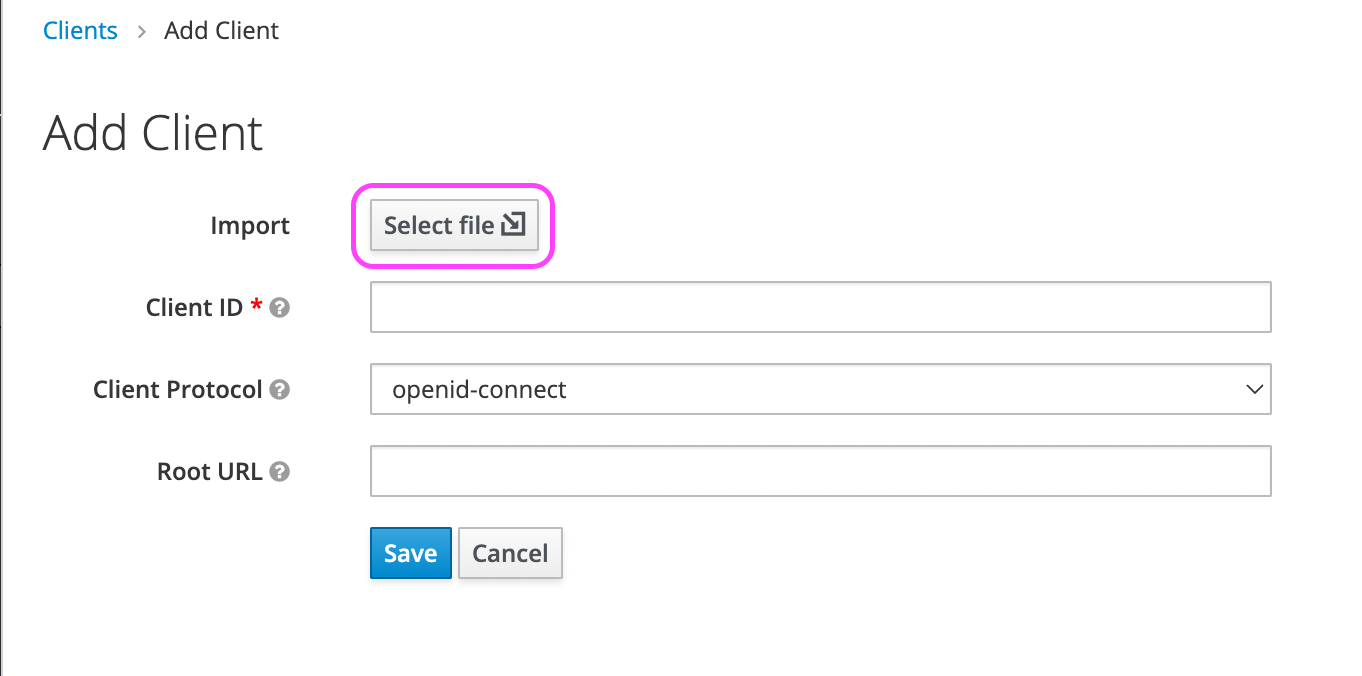 Clients > Add Client
Add Client
Import Select file
Client ID *
Client Protocol openid-connect
Root URL
Save Cancel